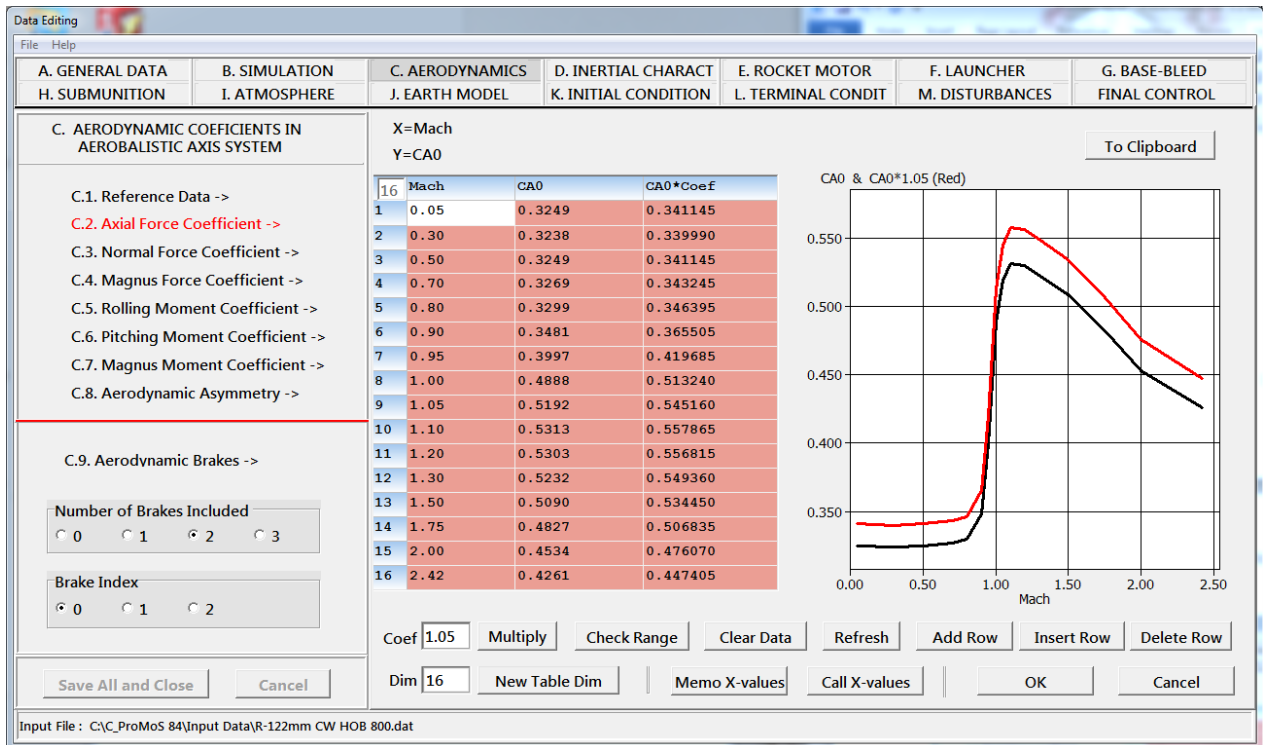 Data Editing
File Help
A. GENERAL DATA B. SIMULATION C. AERODYNAMICS D. INERTIAL CHARACT E. ROCKET MOTOR F. LAUNCHER G. BASE-BLEED
H. SUBMUNITION I. ATMOSPHERE J. EARTH MODEL K. INITIAL CONDITION L. TERMINAL CONDIT M. DISTURBANCES FINAL CONTROL
C. AERODYNAMIC COEFICIENTS IN
AEROBALISTIC AXIS SYSTEM
C.1. Reference Data ->
C.2. Axial Force Coefficient ->
C.3. Normal Force Coefficient ->
C.4. Magnus Force Coefficient ->
C.5. Rolling Moment Coefficient ->
C.6. Pitching Moment Coefficient ->
C.7. Magnus Moment Coefficient ->
C.8. Aerodynamic Asymmetry ->
C.9. Aerodynamic Brakes ->
Number of Brakes Included
0 1 2 3
Brake Index
0 1 2
Save All and Close Cancel
X=Mach
Y=CA0
To Clipboard
16 Mach CA0 CA0*Coef
1 0.05 0.3249 0.341145
2 0.30 0.3238 0.339990
3 0.50 0.3249 0.341145
4 0.70 0.3269 0.343245
5 0.80 0.3299 0.346395
6 0.90 0.3481 0.365505
7 0.95 0.3997 0.419685
8 1.00 0.4888 0.513240
9 1.05 0.5192 0.545160
10 1.10 0.5313 0.557865
11 1.20 0.5303 0.556815
12 1.30 0.5232 0.549360
13 1.50 0.5090 0.534450
14 1.75 0.4827 0.506835
15 2.00 0.4534 0.476070
16 2.42 0.4261 0.447405
CA0 & CA0*1.05 (Red)
0.550
0.500
0.450
0.400
0.350
0.00 0.50 1.00 1.50 2.00 2.50
Mach
Coef 1.05 Multiply Check Range Clear Data Refresh Add Row Insert Row Delete Row
Dim 16 New Table Dim Memo X-values Call X-values OK Cancel
Input File : C:\C_ProMoS 84\Input Data\R-122mm CW HOB 800.dat